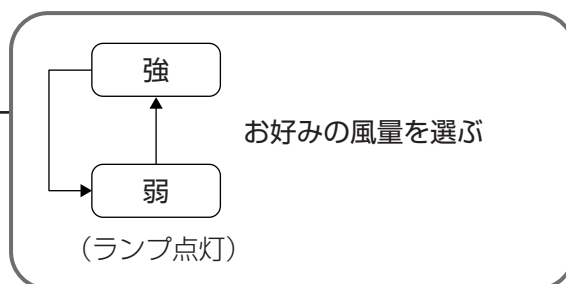 強
お好みの風量を選ぶ
弱
（ランプ点灯）